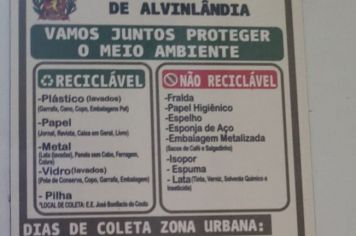 DE ALVINLÂNDIA
VAMOS JUNTOS PROTEGER
O MEIO AMBIENTE
RECICLÁVEL
-Plástico (lavados)
(Garrafa, Cano, Copo, Embalagens Pet)
-Papel
(Jornal, Revista, Caixa em Geral, Livro)
-Metal
(Lata (lavadas), Panela sem Cabo, Ferragem,
Cobre)
-Vidro (lavados)
(Pote de Conserva, Copo, Garrafa, Embalagem)
- Pilha
*LOCAL DE COLETA: E.E. José Bonifácio do Couto
NÃO RECICLÁVEL
-Fralda
-Papel Higiênico
-Espelho
-Esponja de Aço
-Embalagem Metalizada
(Sacos de Café e Salgadinho)
-Isopor
- Espuma
- Lata (Tinta, Verniz, Solvente Químico e
Inseticida)
DIAS DE COLETA ZONA URBANA: